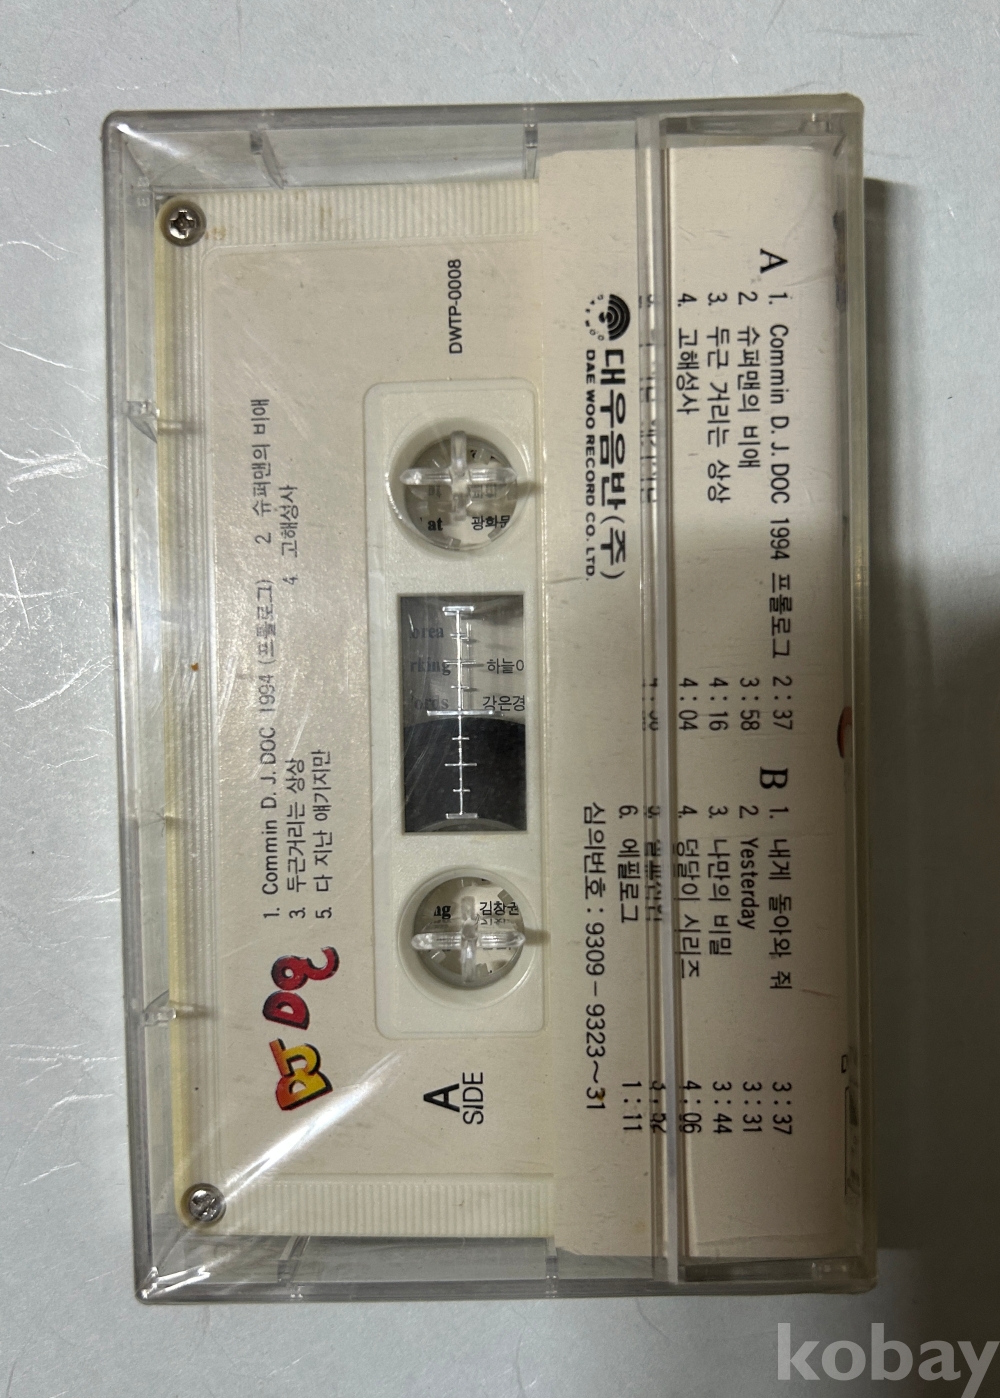 A
1. Commin D. J. DOC 1994 프롤로그 2 : 37
2 슈퍼맨의 비애 3 : 58
3. 두근 거리는 상상 4 : 16
4. 고해성사 4 : 04
B
1. 내게 돌아와 줘 3 : 37
2 Yesterday 3 : 31
3. 나만의 비밀 3 : 44
4. 덩달이 시리즈 4 : 06
6. 에필로그 1 : 11
대우음반(주)
DAE WOO RECORD CO. LTD.
심의번호 : 9309-9323~31
DWTP-0008
at 광화문
하늘이
rking
강은경
김창권
A
SIDE
DJ DOC
1. Commin D. J. DOC 1994 (프롤로그) 2. 슈퍼맨의 비애
3. 두근거리는 상상 4. 고해성사
5. 다 지난 얘기지만
kobay